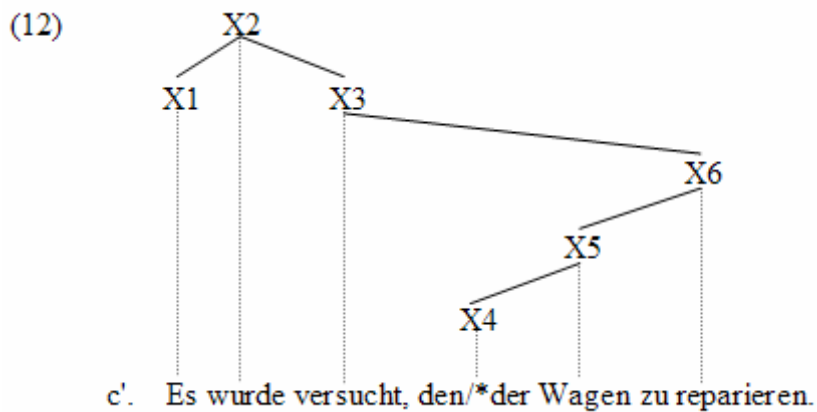 (12) X2
X1 X3
X6
X5
X4
c'. Es wurde versucht, den/*der Wagen zu reparieren.